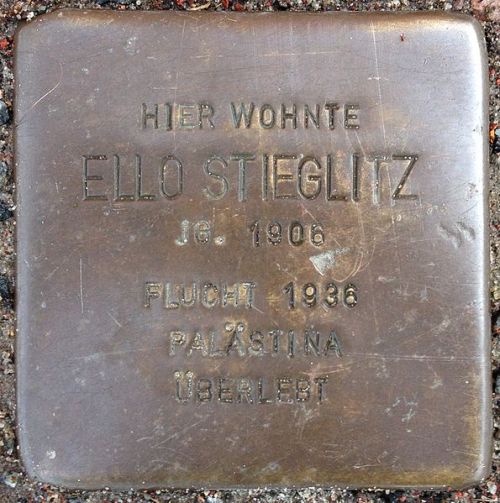 HIER WOHNTE
ELLO STIEGLITZ
JG. 1906
FLUCHT 1936
PALÄSTINA
ÜBERLEBT